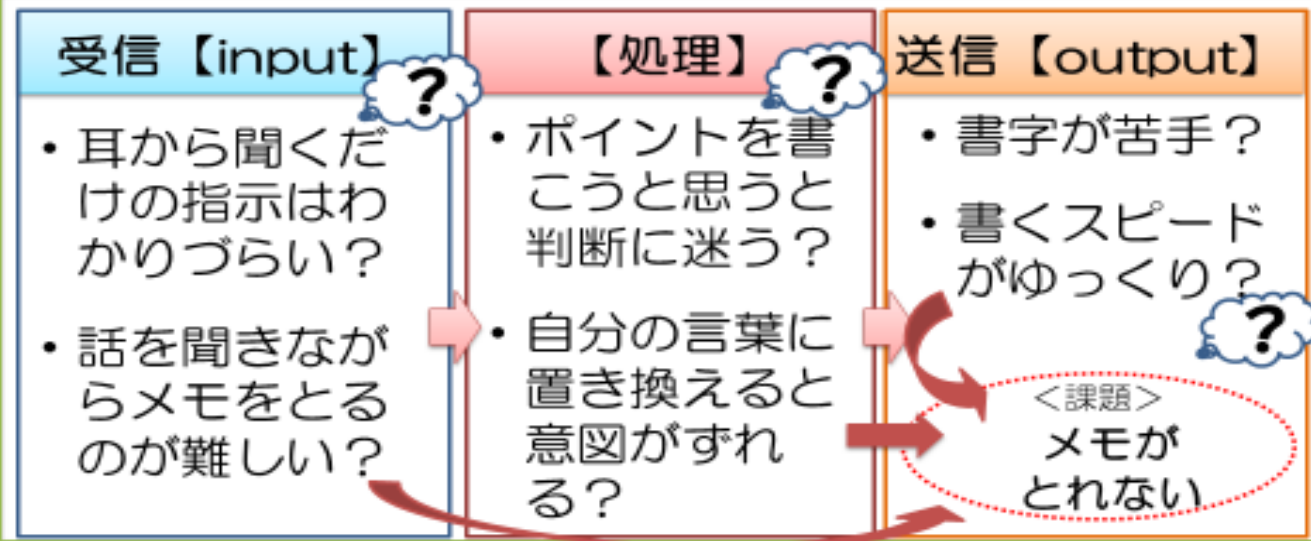 受信【input】
?
・耳から聞くだ
けの指示はわ
かりづらい？
・話を聞きなが
らメモをとる
のが難しい？
【処理】
?
・ポイントを書
こうと思うと
判断に迷う？
・自分の言葉に
置き換えると
意図がずれ
る？
送信【output】
・書字が苦手？
・書くスピード
がゆっくり？
?
＜課題＞
メモが
とれない